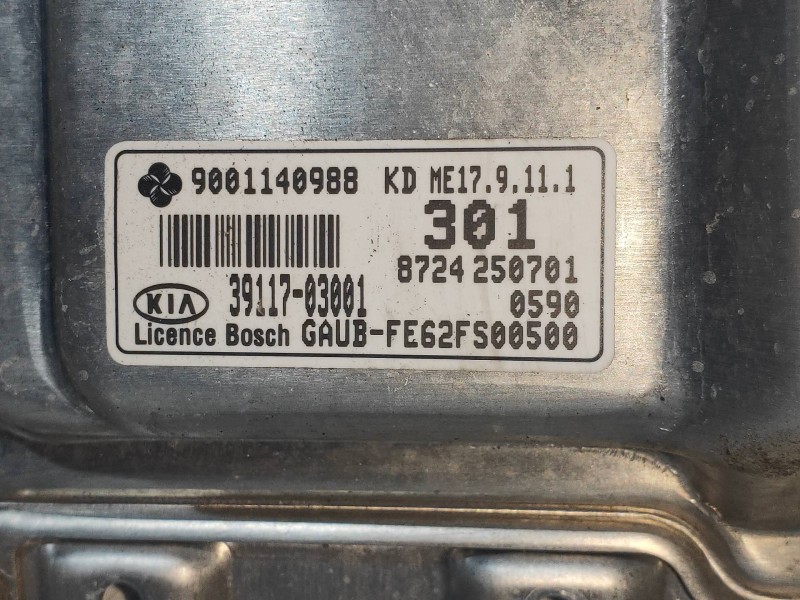 9001140988 KD ME17.9.11.1
301
8724 250701
39117-03001 0590
KIA
Licence Bosch GAUB-FE62FS00500